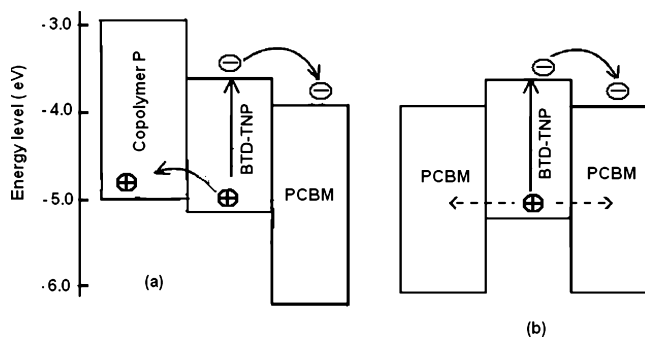 Energy level ( eV)
-3.0
-4.0
-5.0
-6.0
Copolymer P
BTD-TNP
PCBM
(a)
PCBM
BTD-TNP
PCBM
(b)